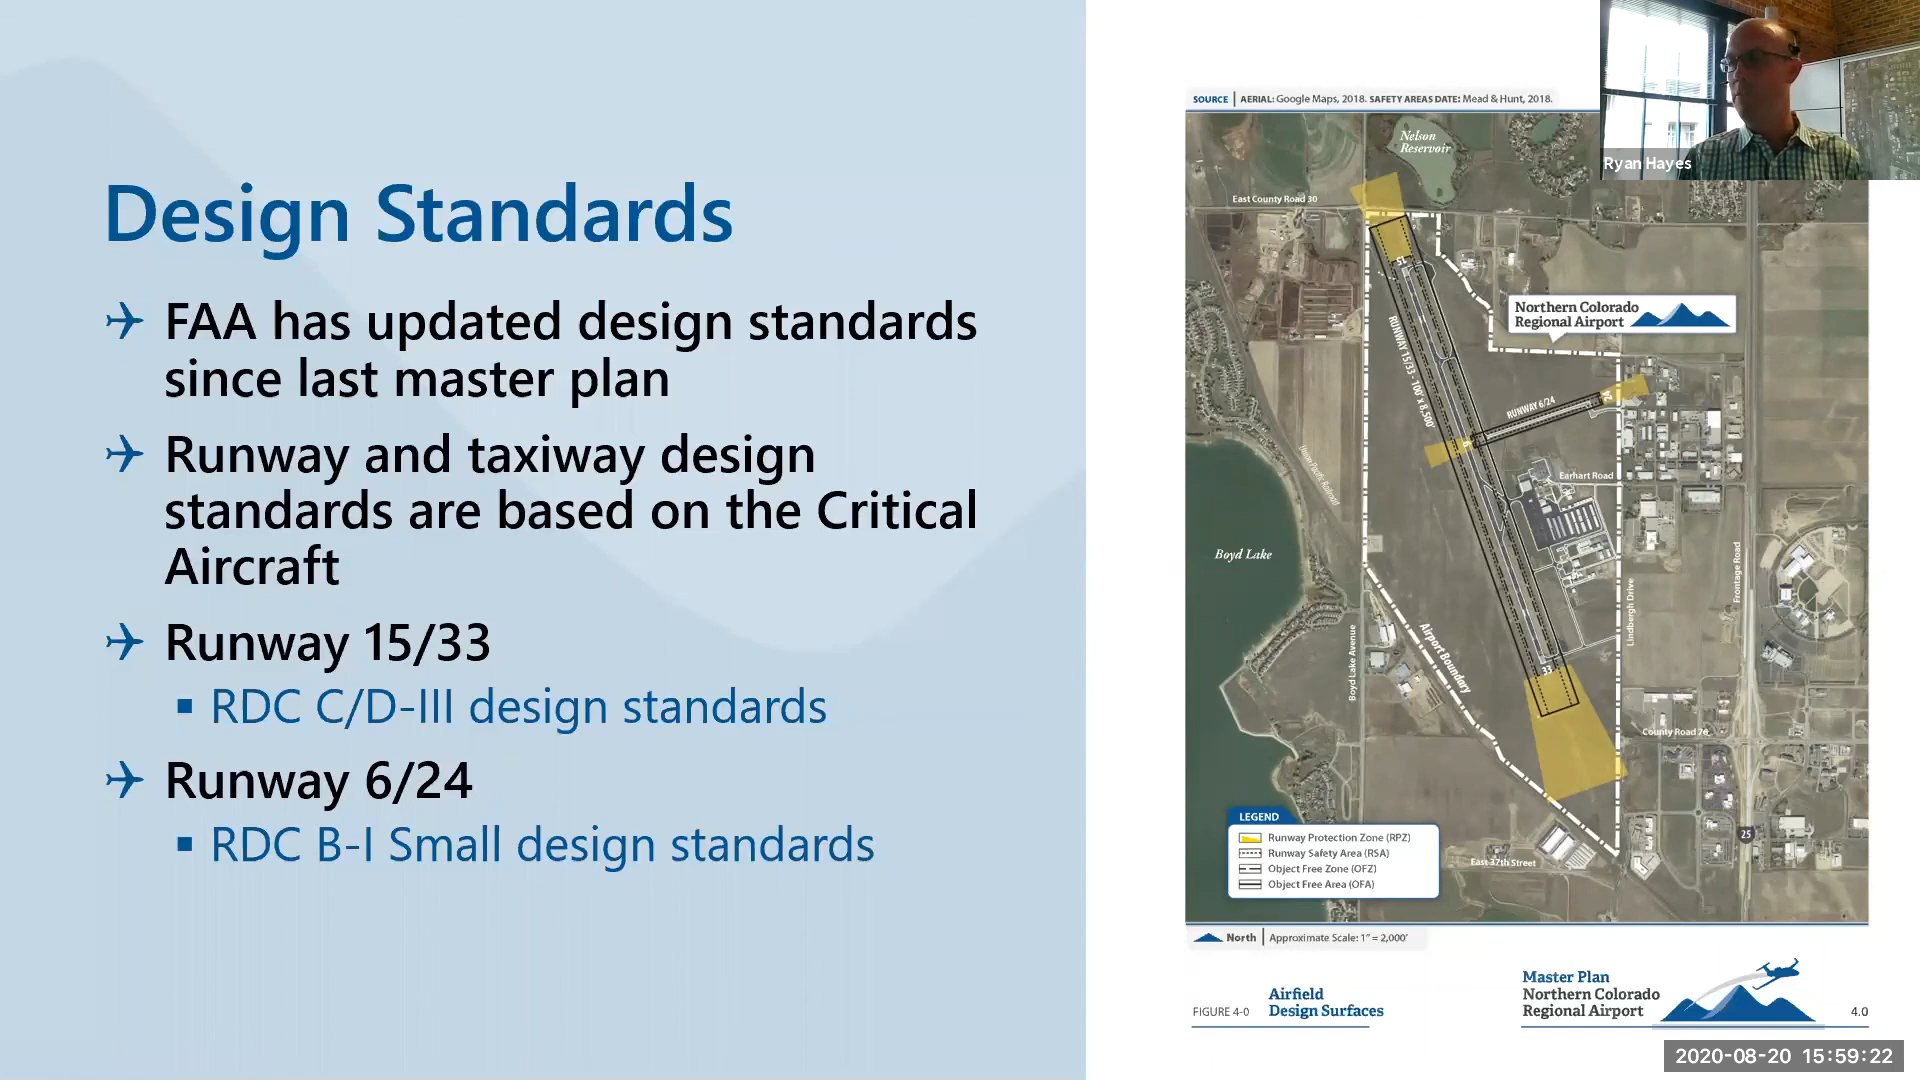 Design Standards
FAA has updated design standards
since last master plan
Runway and taxiway design
standards are based on the Critical
Aircraft
Runway 15/33
RDC C/D-III design standards
Runway 6/24
RDC B-I Small design standards
SOURCE | AERIAL: Google Maps, 2018. SAFETY AREAS DATE: Mead & Hunt, 2018.
Ryan Hayes
Nelson
Reservoir
East County Road 30
15
Northern Colorado
Regional Airport
RUNWAY 15/33 - 100' x 8,500'
RUNWAY 6/24
24
6
Union Pacific Railroad
Earhart Road
Boyd Lake
Frontage Road
Lindbergh Drive
Boyd Lake Avenue
Airport Boundary
33
County Road 26
25
East 37th Street
LEGEND
Runway Protection Zone (RPZ)
Runway Safety Area (RSA)
Object Free Zone (OFZ)
Object Free Area (OFA)
North | Approximate Scale: 1" = 2,000'
FIGURE 4-0
Airfield
Design Surfaces
Master Plan
Northern Colorado
Regional Airport
4.0
2020-08-20 15:59:22